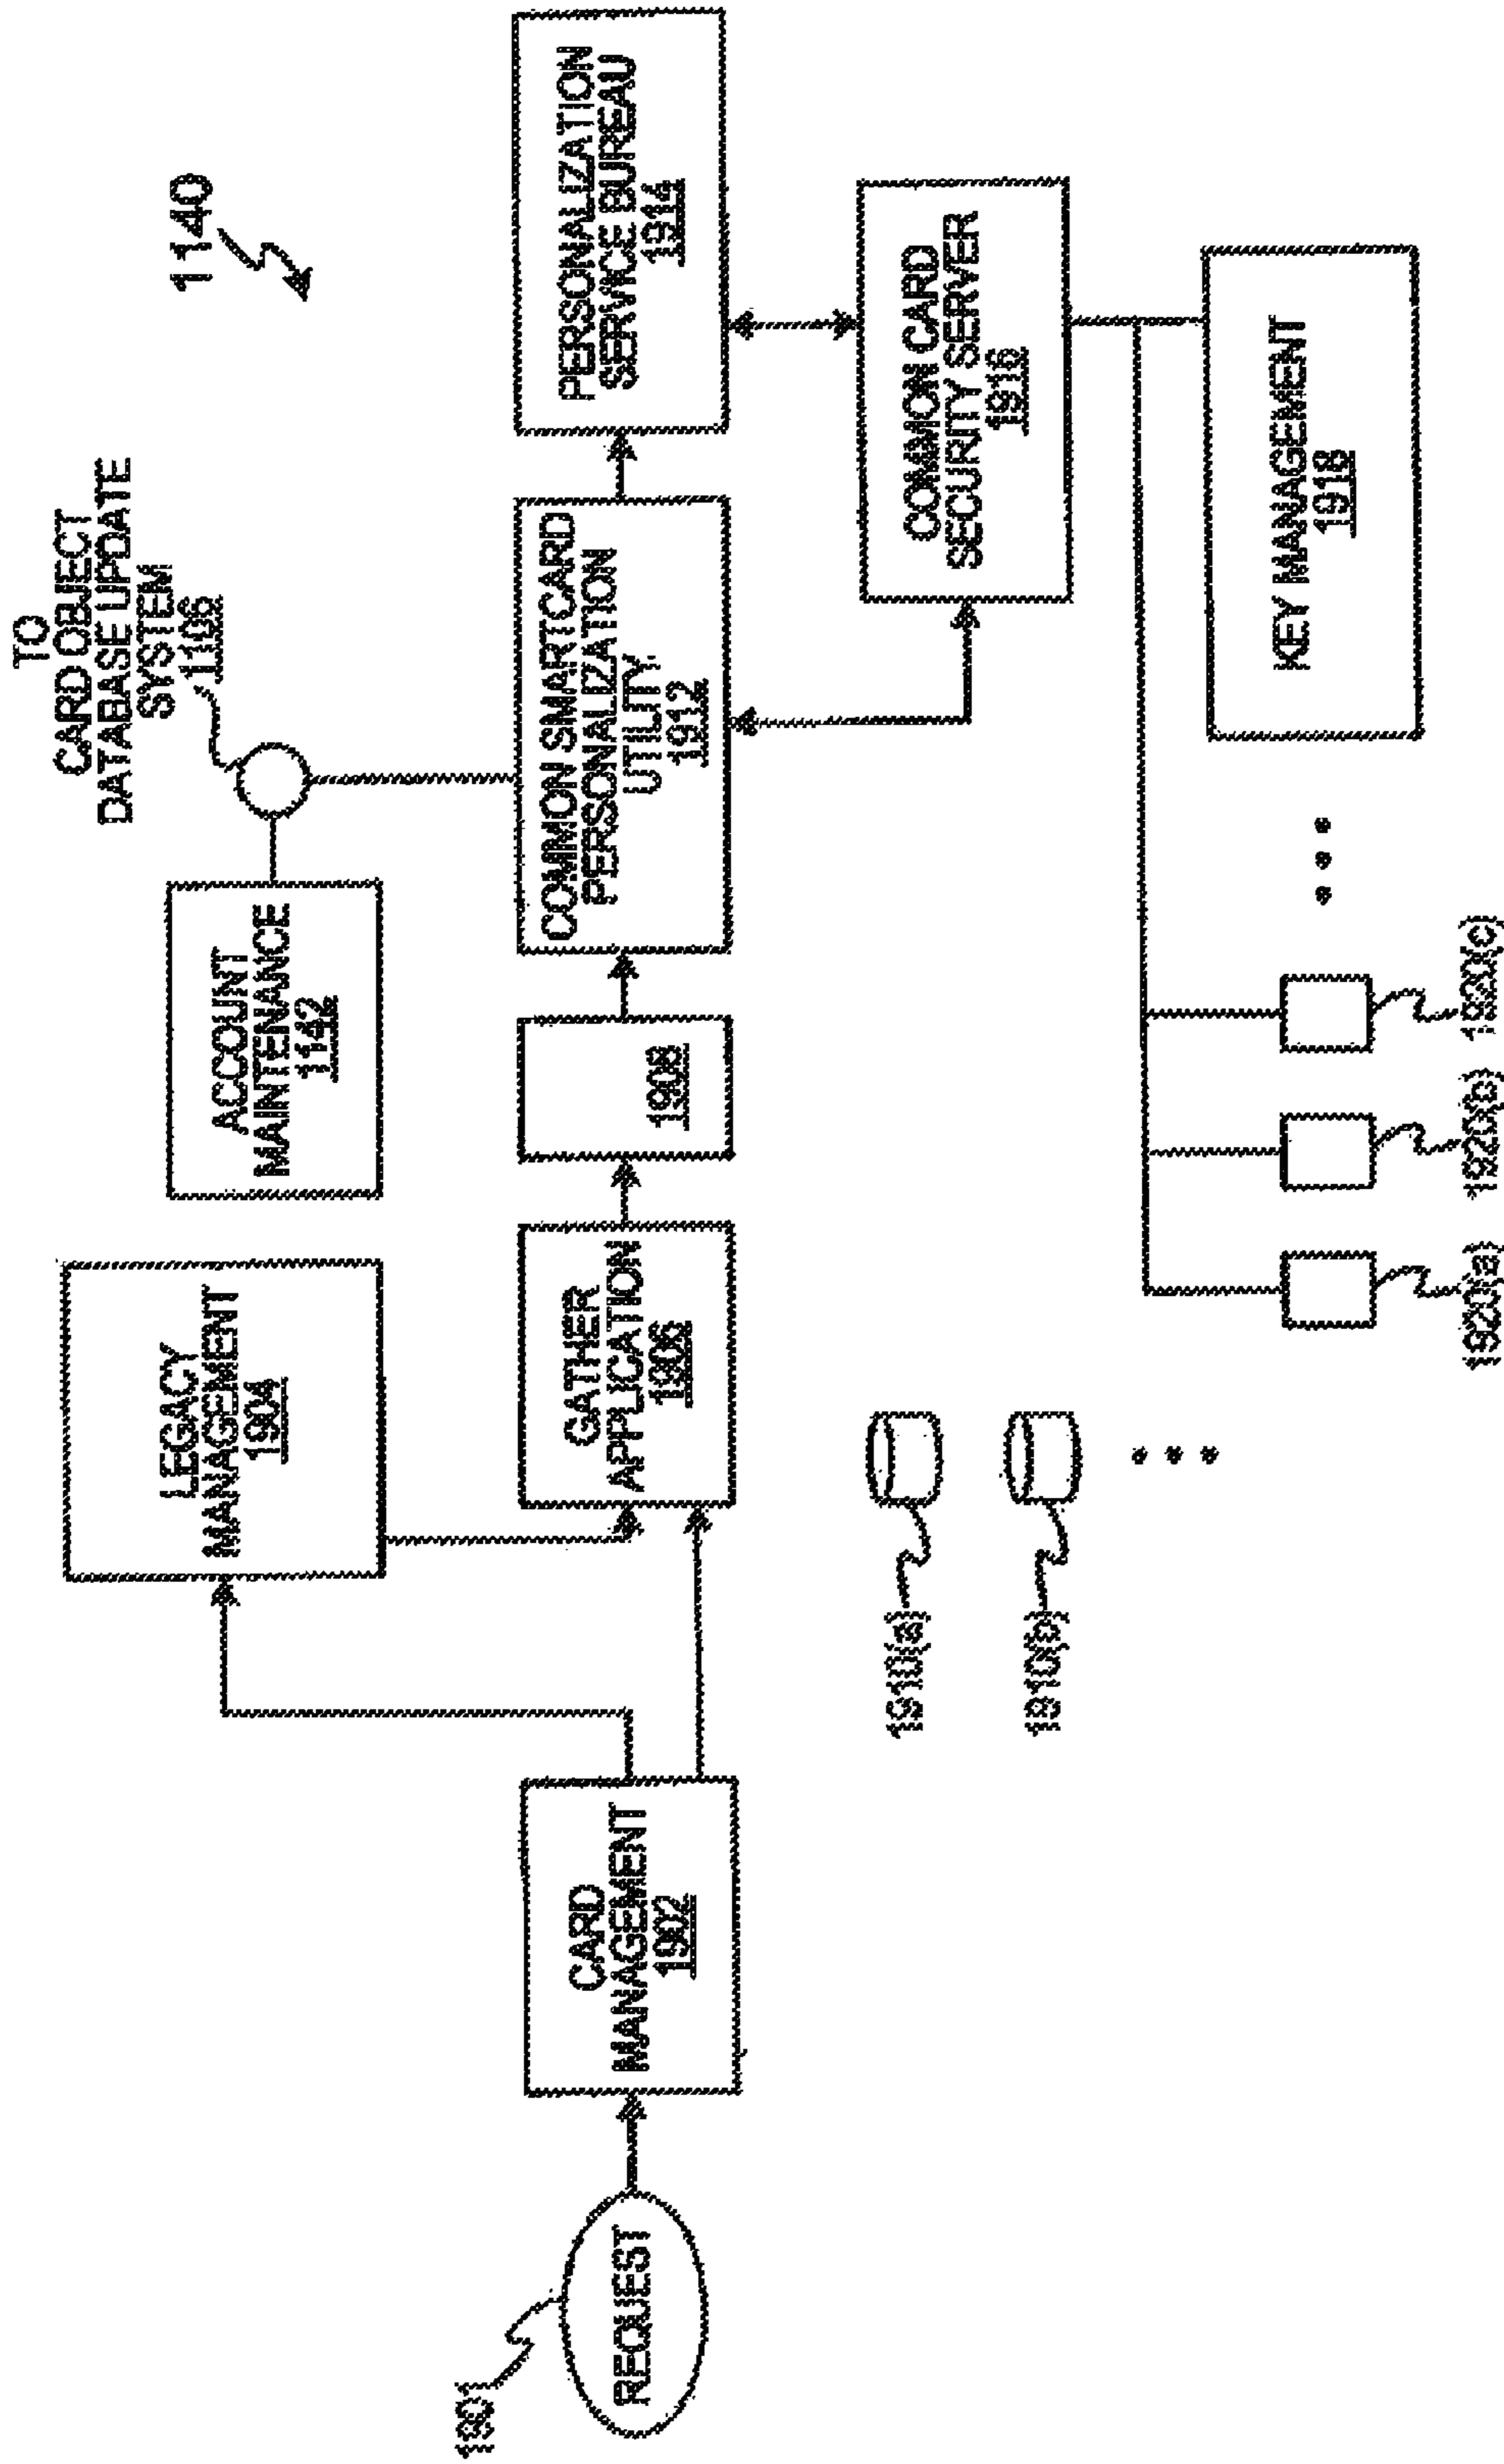 1140
TO
CARD OBJECT
DATABASE UPDATE
SYSTEM
1106
LEGACY
MANAGEMENT
1904
ACCOUNT
MAINTENANCE
1142
1901
REQUEST
CARD
MANAGEMENT
1902
GATHER
APPLICATION
1906
1908
COMMON SMARTCARD
PERSONALIZATION
UTILITY
1912
PERSONALIZATION
SERVICE BUREAU
1914
1910(a)
1910(b)
COMMON CARD
SECURITY SERVER
1916
KEY MANAGEMENT
1918
1920(a)
1920(b)
1920(c)